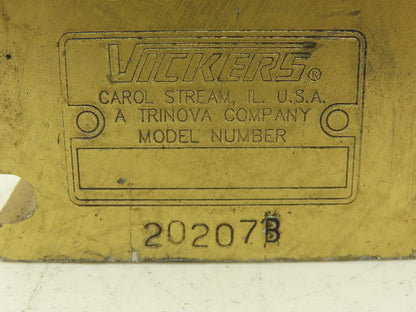 VICKERS®
CAROL STREAM, IL. U.S.A.
A TRINOVA COMPANY
MODEL NUMBER
20207B